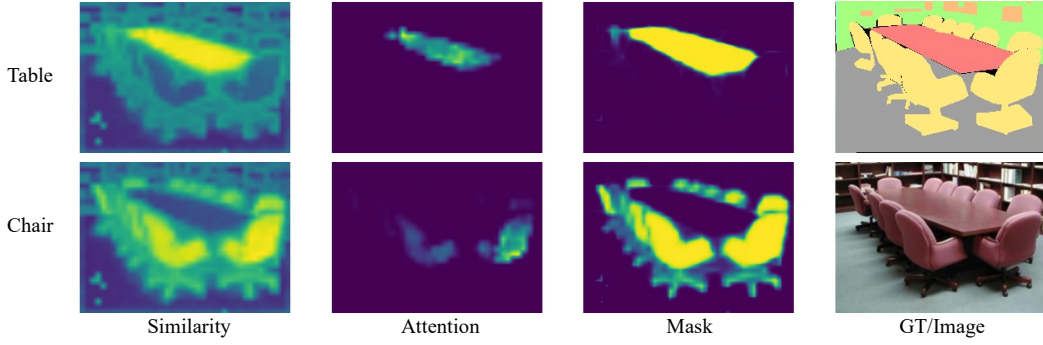 Table
Chair
Similarity
Attention
Mask
GT/Image